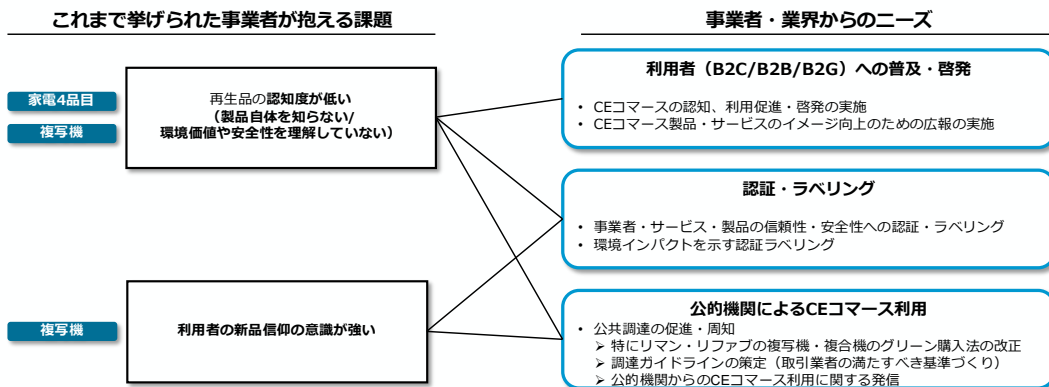 これまで挙げられた事業者が抱える課題
事業者・業界からのニーズ
家電4品目
複写機
再生品の認知度が低い
（製品自体を知らない/
環境価値や安全性を理解していない）
利用者（B2C/B2B/B2G）への普及・啓発
• CEコマースの認知、利用促進・啓発の実施
• CEコマース製品・サービスのイメージ向上のための広報の実施
認証・ラベリング
• 事業者・サービス・製品の信頼性・安全性への認証・ラベリング
• 環境インパクトを示す認証ラベリング
複写機
利用者の新品信仰の意識が強い
公的機関によるCEコマース利用
• 公共調達の促進・周知
➢ 特にリマン・リファブの複写機・複合機のグリーン購入法の改正
➢ 調達ガイドラインの策定（取引業者の満たすべき基準づくり）
➢ 公的機関からのCEコマース利用に関する発信